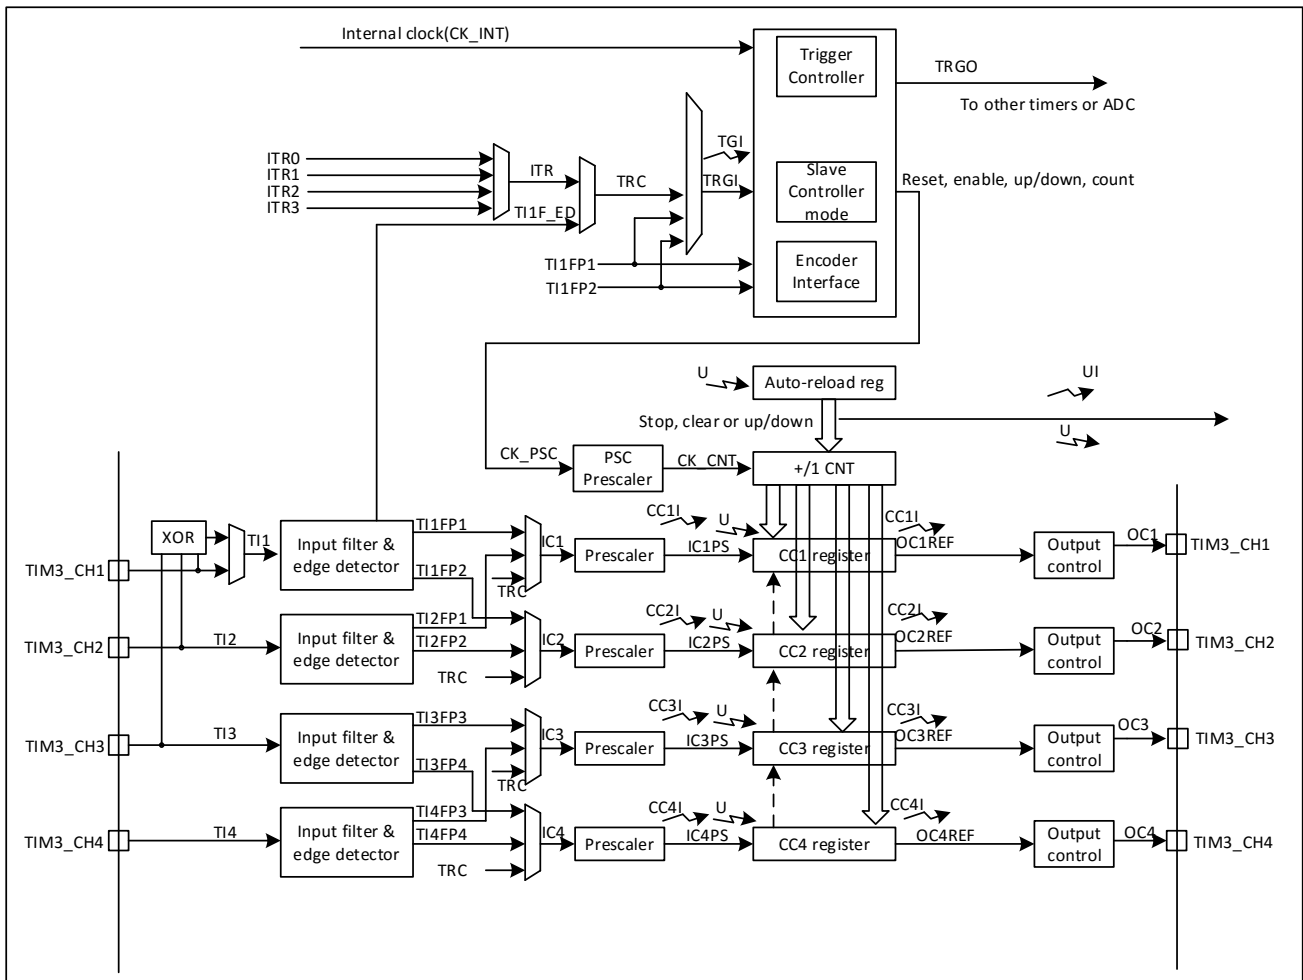 Internal clock(CK_INT)
Trigger
Controller
TRGO
To other timers or ADC
TGI
ITR0
ITR1
ITR2
ITR3
ITR
TRC
TRGI
TI1F_ED
Slave
Controller
mode
Reset, enable, up/down, count
TI1FP1
TI1FP2
Encoder
Interface
U
Auto-reload reg
UI
Stop, clear or up/down
U
CK_PSC
PSC
Prescaler
CK_CNT
+/1 CNT
XOR
TI1
TIM3_CH1
Input filter &
edge detector
TI1FP1
TI1FP2
TRC
IC1
Prescaler
IC1PS
CC1I
U
CC1 register
CC1I
OC1REF
Output
control
OC1
TIM3_CH1
TIM3_CH2
TI2
Input filter &
edge detector
TI2FP1
TI2FP2
TRC
IC2
Prescaler
IC2PS
CC2I
U
CC2 register
CC2I
OC2REF
Output
control
OC2
TIM3_CH2
TIM3_CH3
TI3
Input filter &
edge detector
TI3FP3
TI3FP4
TRC
IC3
Prescaler
IC3PS
CC3I
U
CC3 register
CC3I
OC3REF
Output
control
OC3
TIM3_CH3
TIM3_CH4
TI4
Input filter &
edge detector
TI4FP3
TI4FP4
TRC
IC4
Prescaler
IC4PS
CC4I
U
CC4 register
CC4I
OC4REF
Output
control
OC4
TIM3_CH4